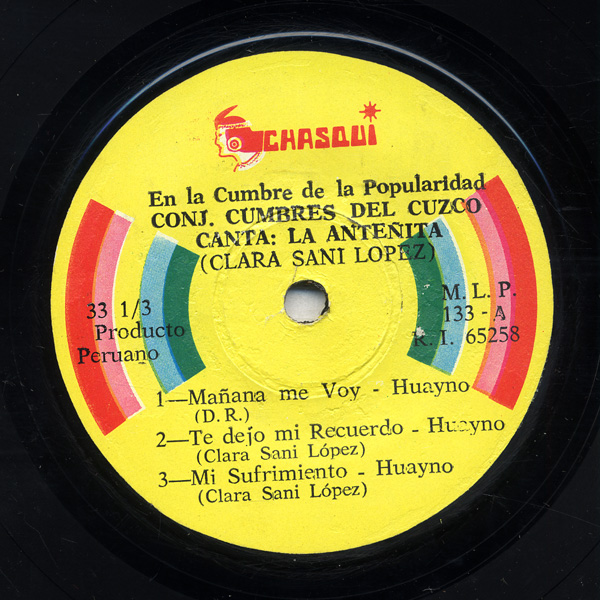 CHASQUI
En la Cumbre de la Popularidad
CONJ. CUMBRES DEL CUZCO
CANTA: LA ANTEÑITA
(CLARA SANI LOPEZ)
33 1/3
Producto
Peruano
M. L. P.
133 - A
R. I. 65258
1—Mañana me Voy - Huayno
(D. R.)
2—Te dejo mi Recuerdo - Huayno
(Clara Sani López)
3—Mi Sufrimiento - Huayno
(Clara Sani López)